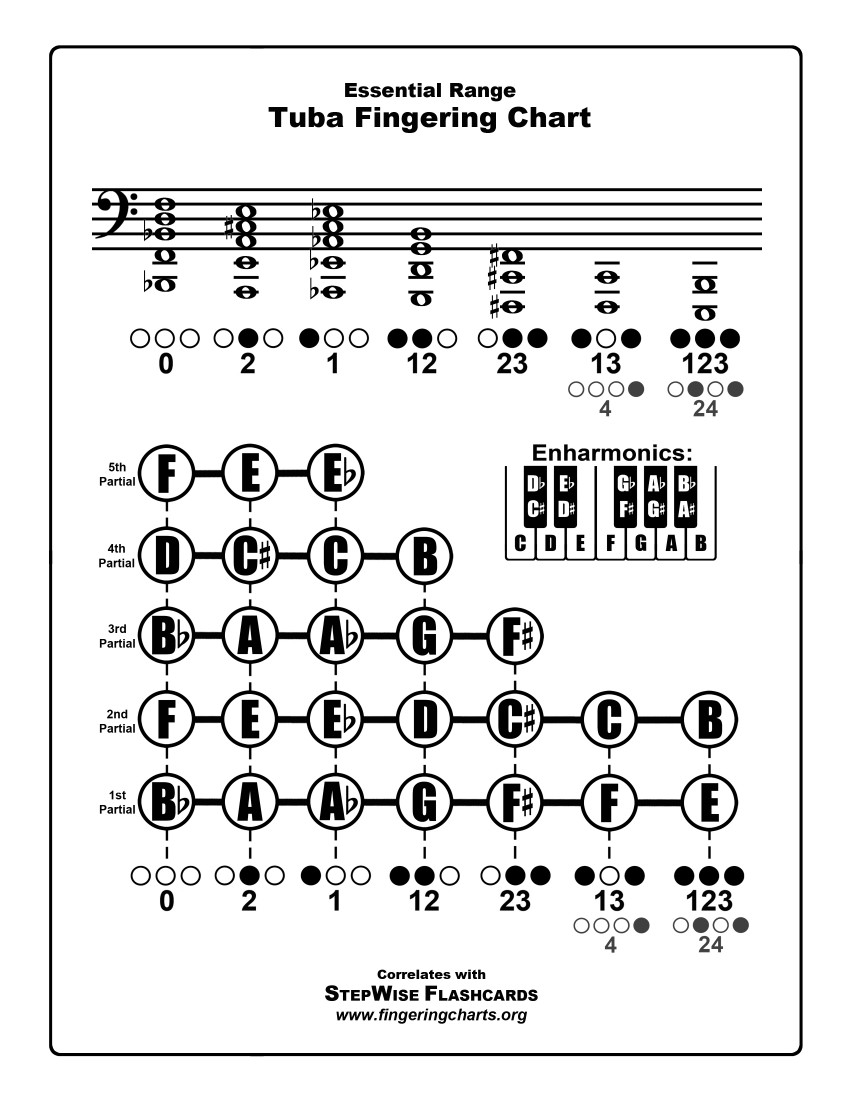 Essential Range
Tuba Fingering Chart
0 2 1 12 23 13 123
4 24
Enharmonics:
D♭ E♭ G♭ A♭ B♭
C♯ D♯ F♯ G♯ A♯
C D E F G A B
5th
Partial
F E E♭
4th
Partial
D C♯ C B
3rd
Partial
B♭ A A♭ G F♯
2nd
Partial
F E E♭ D C♯ C B
1st
Partial
B♭ A A♭ G F♯ F E
0 2 1 12 23 13 123
4 24
Correlates with
STEPWISE FLASHCARDS
www.fingeringcharts.org